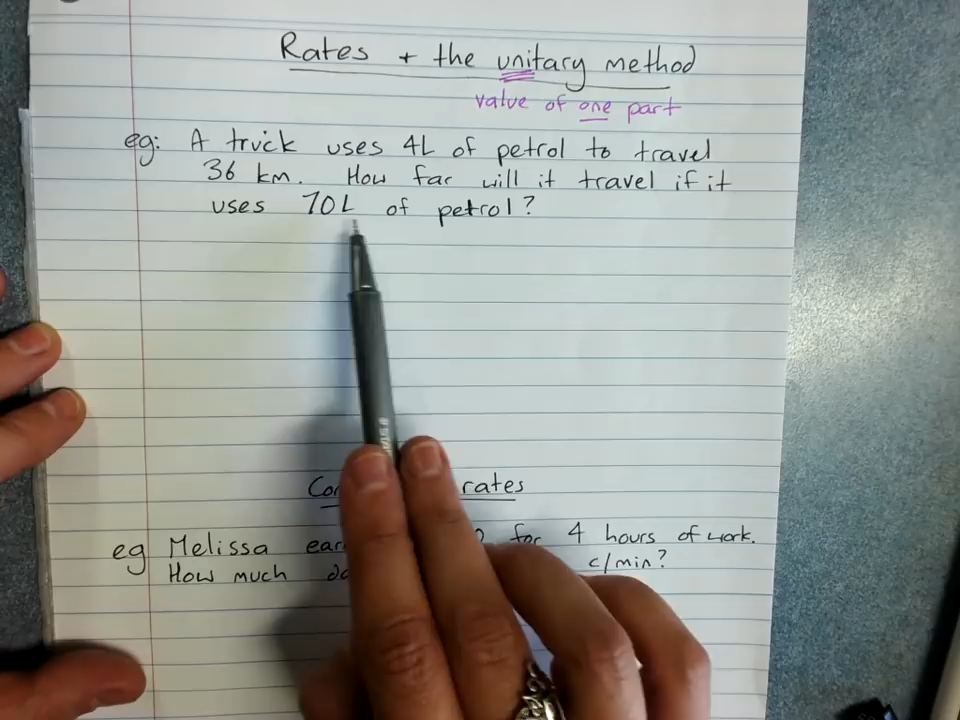 Rates + the unitary method
value of one part
eg: A truck uses 4L of petrol to travel
36 km. How far will it travel if it
uses 70L of petrol?
rates
eg Melissa for 4 hours of work.
How much c/min?